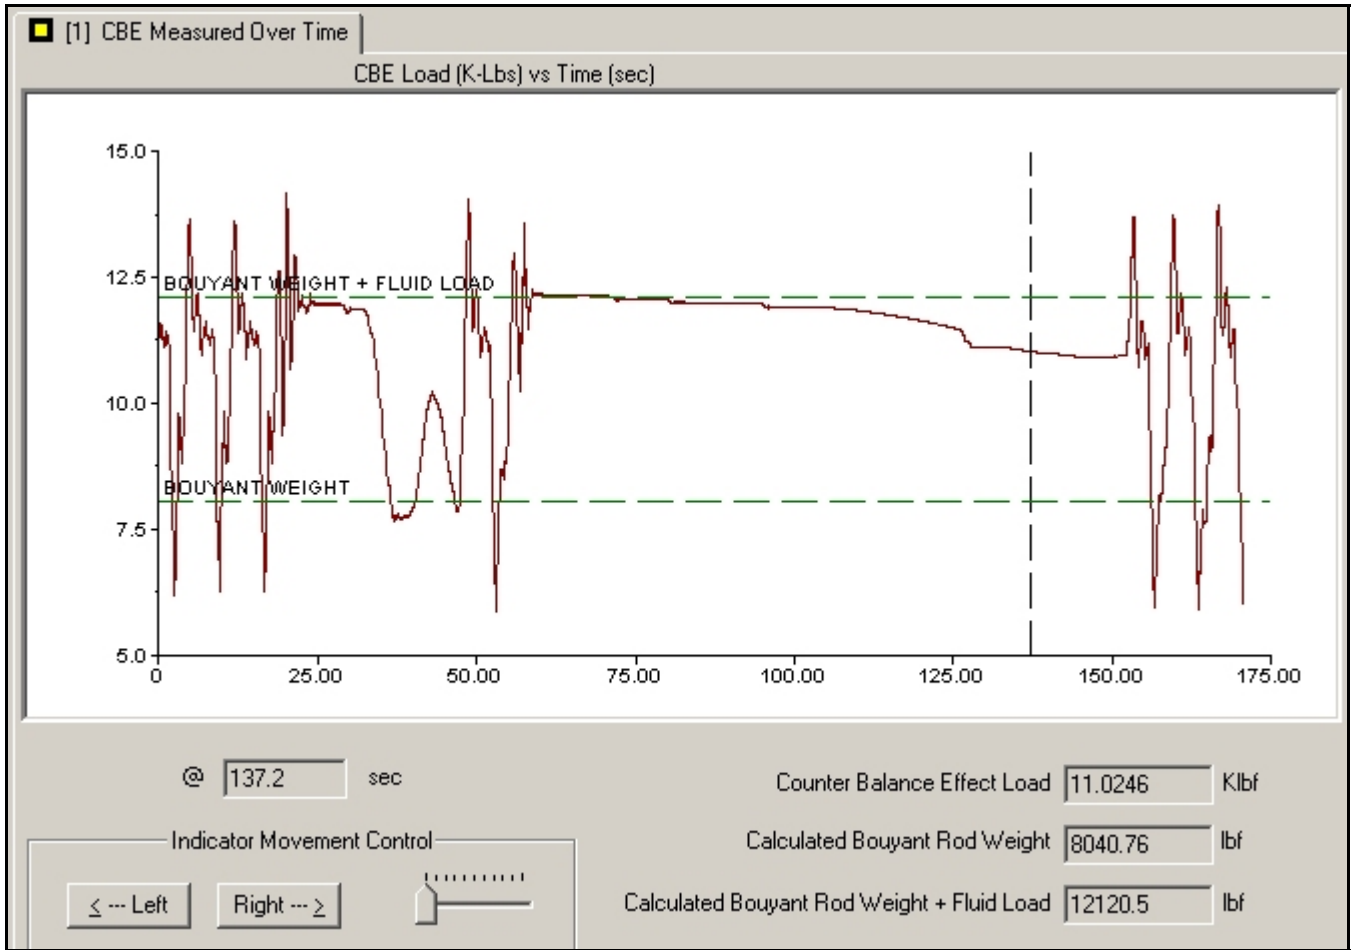 [1] CBE Measured Over Time
CBE Load (K-Lbs) vs Time (sec)
15.0
12.5
BOUYANT WEIGHT + FLUID LOAD
10.0
BOUYANT WEIGHT
7.5
5.0
0 25.00 50.00 75.00 100.00 125.00 150.00 175.00
@ 137.2 sec
Counter Balance Effect Load 11.0246 Klbf
Indicator Movement Control
Calculated Bouyant Rod Weight 8040.76 lbf
< --- Left Right --- >
Calculated Bouyant Rod Weight + Fluid Load 12120.5 lbf